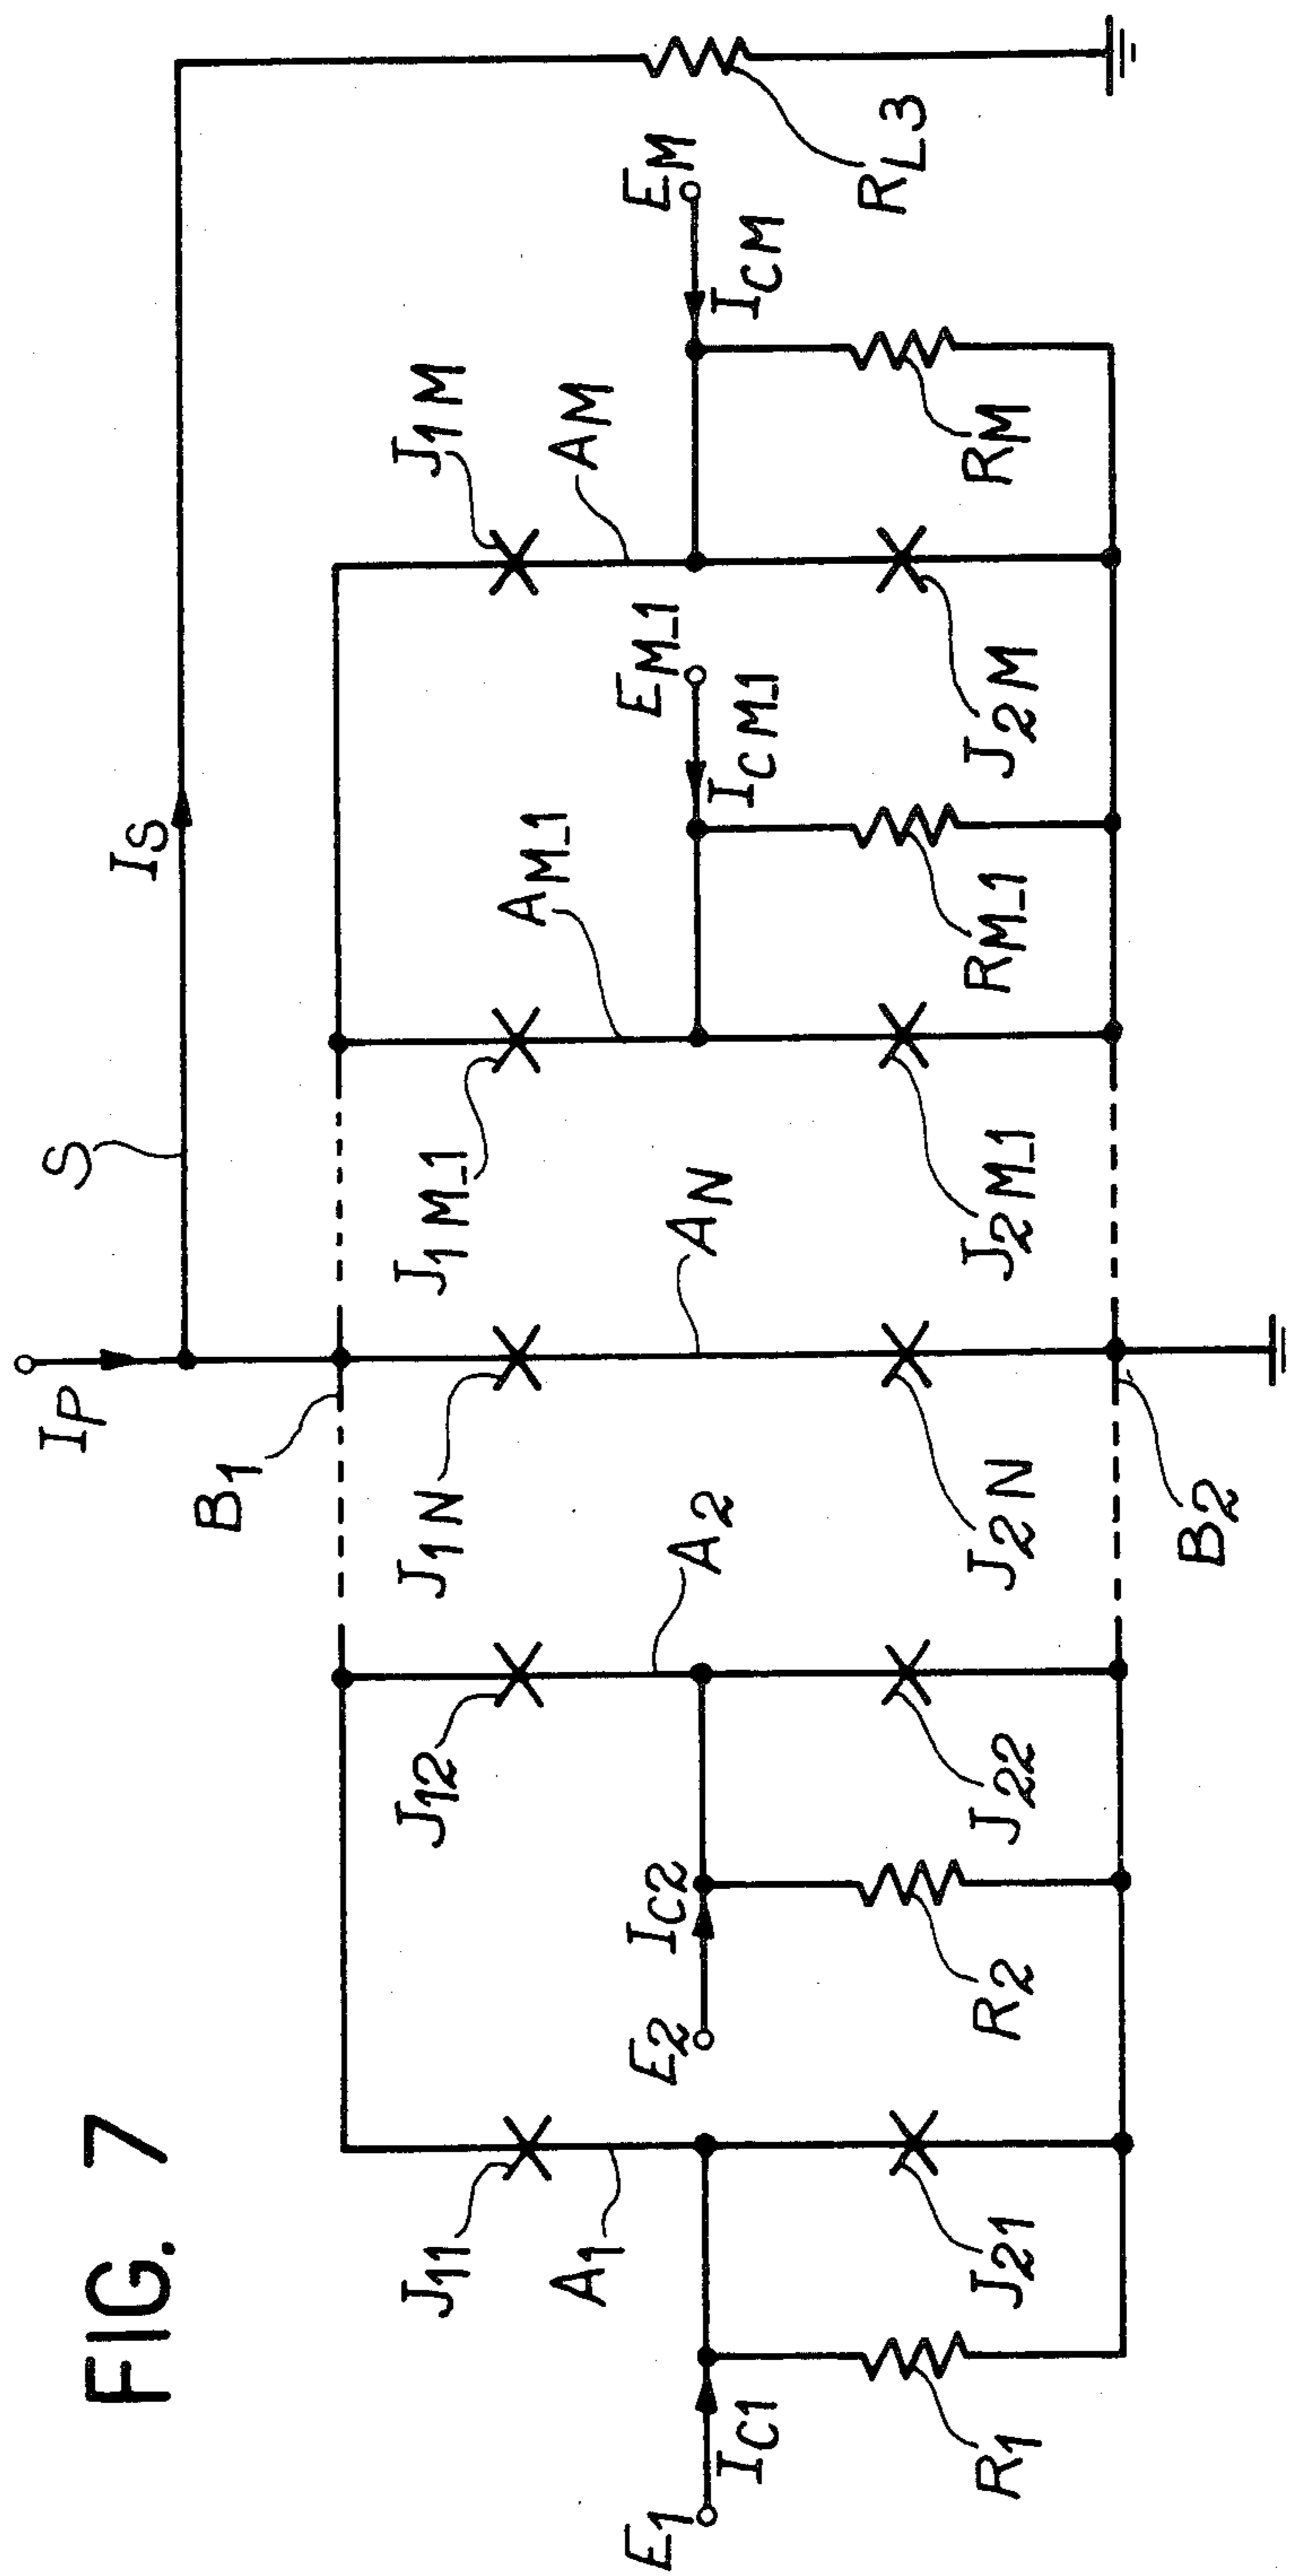 FIG. 7
IP
S
IS
B1
J11
J12
J1N
J1M-1
J1M
A1
A2
AN
AM-1
AM
E1
IC1
E2
IC2
EM-1
ICM-1
EM
ICM
R1
J21
R2
J22
J2N
J2M-1
RM-1
J2M
RM
RL3
B2